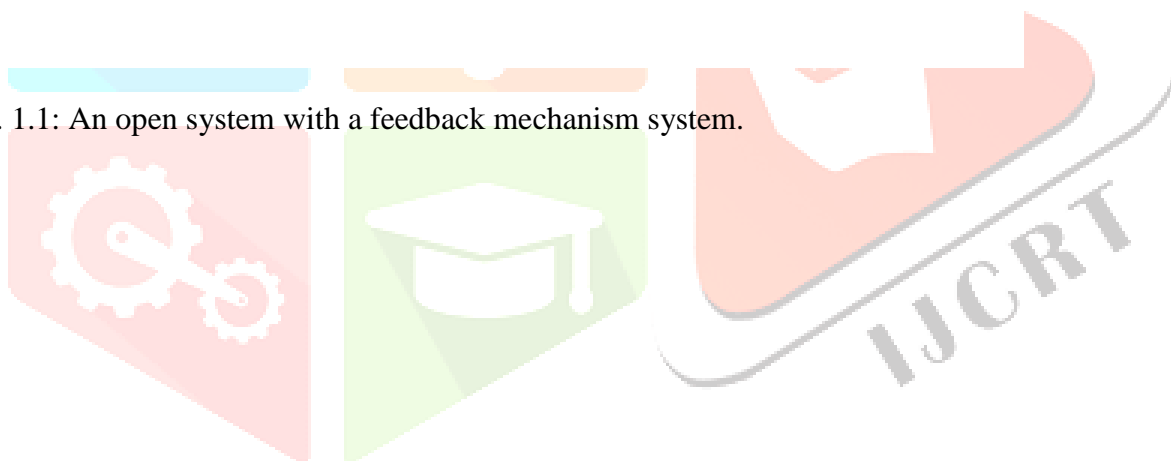 . 1.1: An open system with a feedback mechanism system.
IJCRT